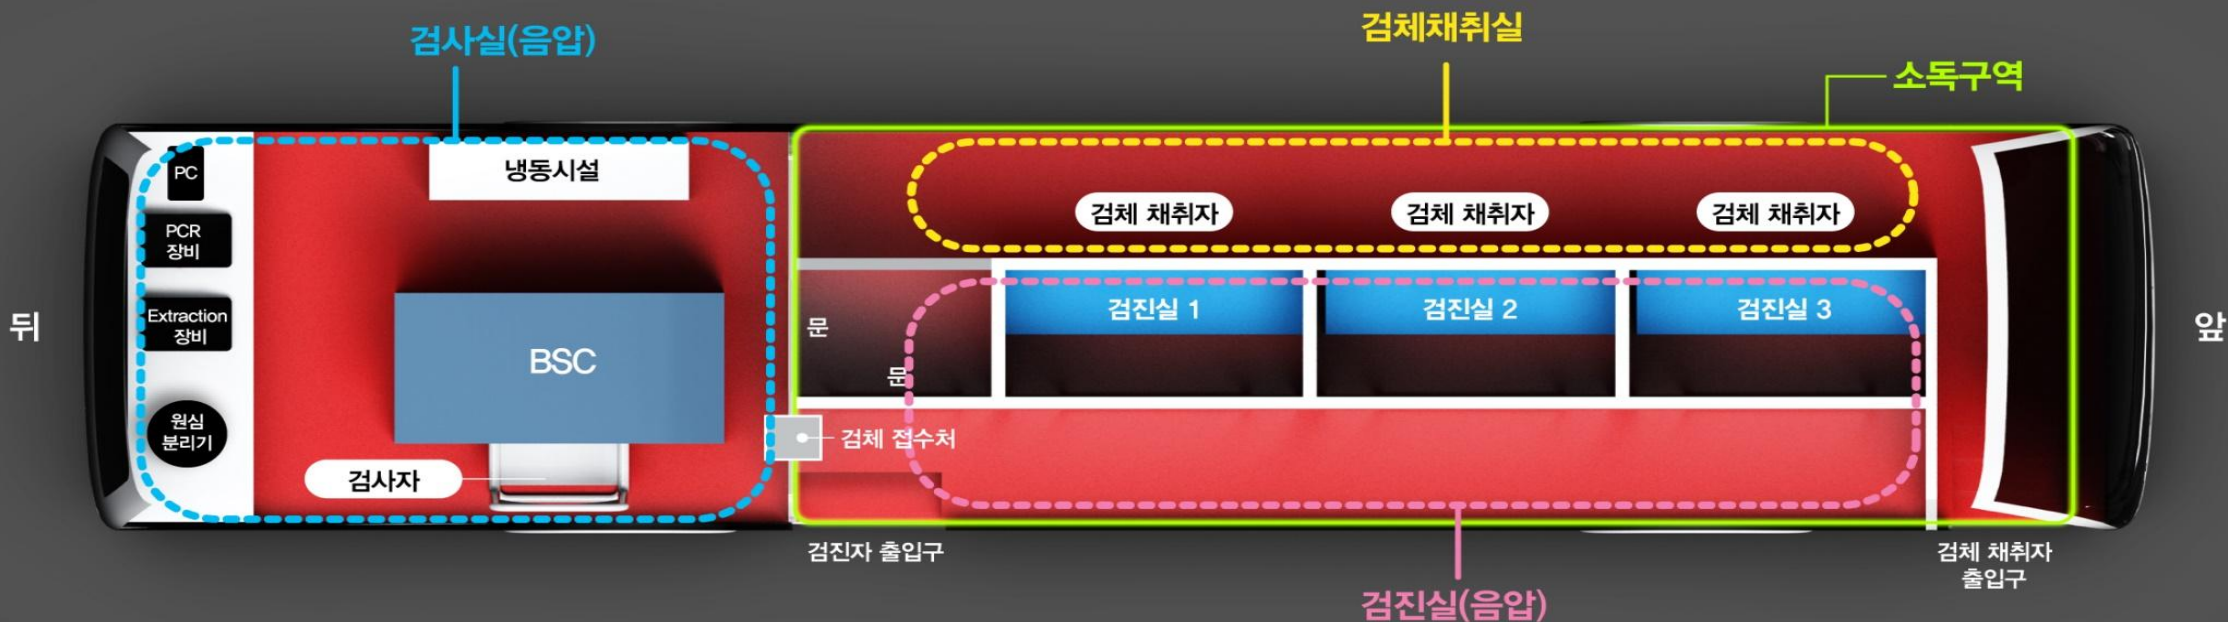 검사실(음압)
검체채취실
소독구역
PC
냉동시설
검체 채취자
검체 채취자
검체 채취자
PCR
장비
Extraction
장비
뒤
앞
BSC
문
문
검진실 1
검진실 2
검진실 3
원심
분리기
검체 접수처
검사자
검진자 출입구
검체 채취자
출입구
검진실(음압)